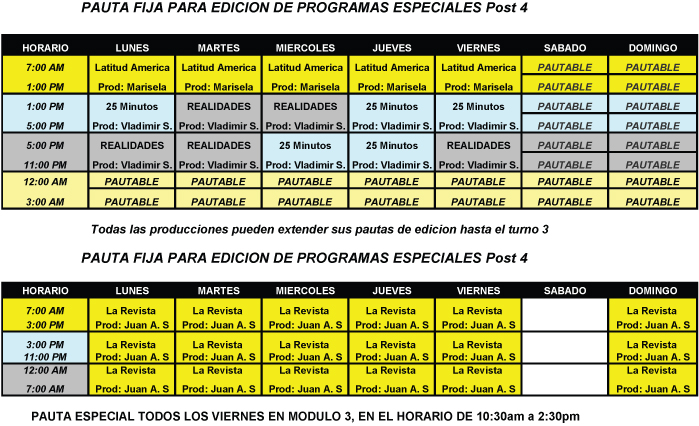 PAUTA FIJA PARA EDICION DE PROGRAMAS ESPECIALES Post 4
HORARIO LUNES MARTES MIERCOLES JUEVES VIERNES SABADO DOMINGO
7:00 AM Latitud America Latitud America Latitud America Latitud America Latitud America PAUTABLE PAUTABLE
1:00 PM Prod: Marisela Prod: Marisela Prod: Marisela Prod: Marisela Prod: Marisela PAUTABLE PAUTABLE
1:00 PM 25 Minutos REALIDADES REALIDADES 25 Minutos 25 Minutos PAUTABLE PAUTABLE
5:00 PM Prod: Vladimir S. Prod: Vladimir S. Prod: Vladimir S. Prod: Vladimir S. Prod: Vladimir S. PAUTABLE PAUTABLE
5:00 PM REALIDADES REALIDADES 25 Minutos 25 Minutos REALIDADES PAUTABLE PAUTABLE
11:00 PM Prod: Vladimir S. Prod: Vladimir S. Prod: Vladimir S. Prod: Vladimir S. Prod: Vladimir S. PAUTABLE PAUTABLE
12:00 AM PAUTABLE PAUTABLE PAUTABLE PAUTABLE PAUTABLE PAUTABLE PAUTABLE
3:00 AM PAUTABLE PAUTABLE PAUTABLE PAUTABLE PAUTABLE PAUTABLE PAUTABLE
Todas las producciones pueden extender sus pautas de edicion hasta el turno 3
PAUTA FIJA PARA EDICION DE PROGRAMAS ESPECIALES Post 4
HORARIO LUNES MARTES MIERCOLES JUEVES VIERNES SABADO DOMINGO
7:00 AM La Revista La Revista La Revista La Revista La Revista La Revista
3:00 PM Prod: Juan A. S Prod: Juan A. S Prod: Juan A. S Prod: Juan A. S Prod: Juan A. S Prod: Juan A. S
3:00 PM La Revista La Revista La Revista La Revista La Revista La Revista
11:00 PM Prod: Juan A. S Prod: Juan A. S Prod: Juan A. S Prod: Juan A. S Prod: Juan A. S Prod: Juan A. S
12:00 AM La Revista La Revista La Revista La Revista La Revista La Revista
7:00 AM Prod: Juan A. S Prod: Juan A. S Prod: Juan A. S Prod: Juan A. S Prod: Juan A. S Prod: Juan A. S
PAUTA ESPECIAL TODOS LOS VIERNES EN MODULO 3, EN EL HORARIO DE 10:30am a 2:30pm